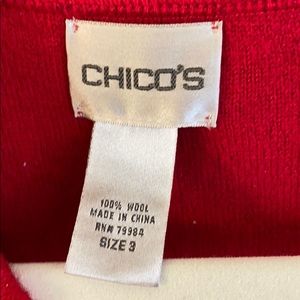 CHICO'S
100% WOOL
MADE IN CHINA
RN# 79984
SIZE 3